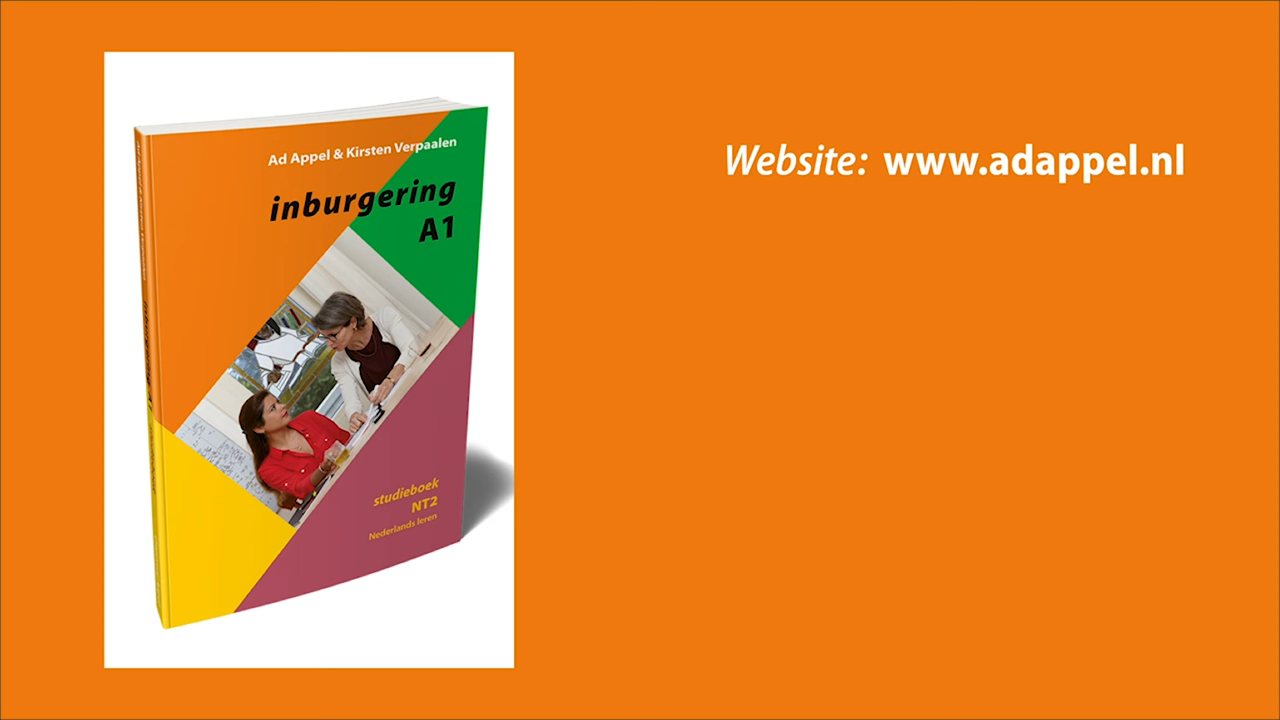 Ad Appel & Kirsten Verpaalen
inburgering
A1
studieboek
NT2
Nederlands leren
Website: www.adappel.nl